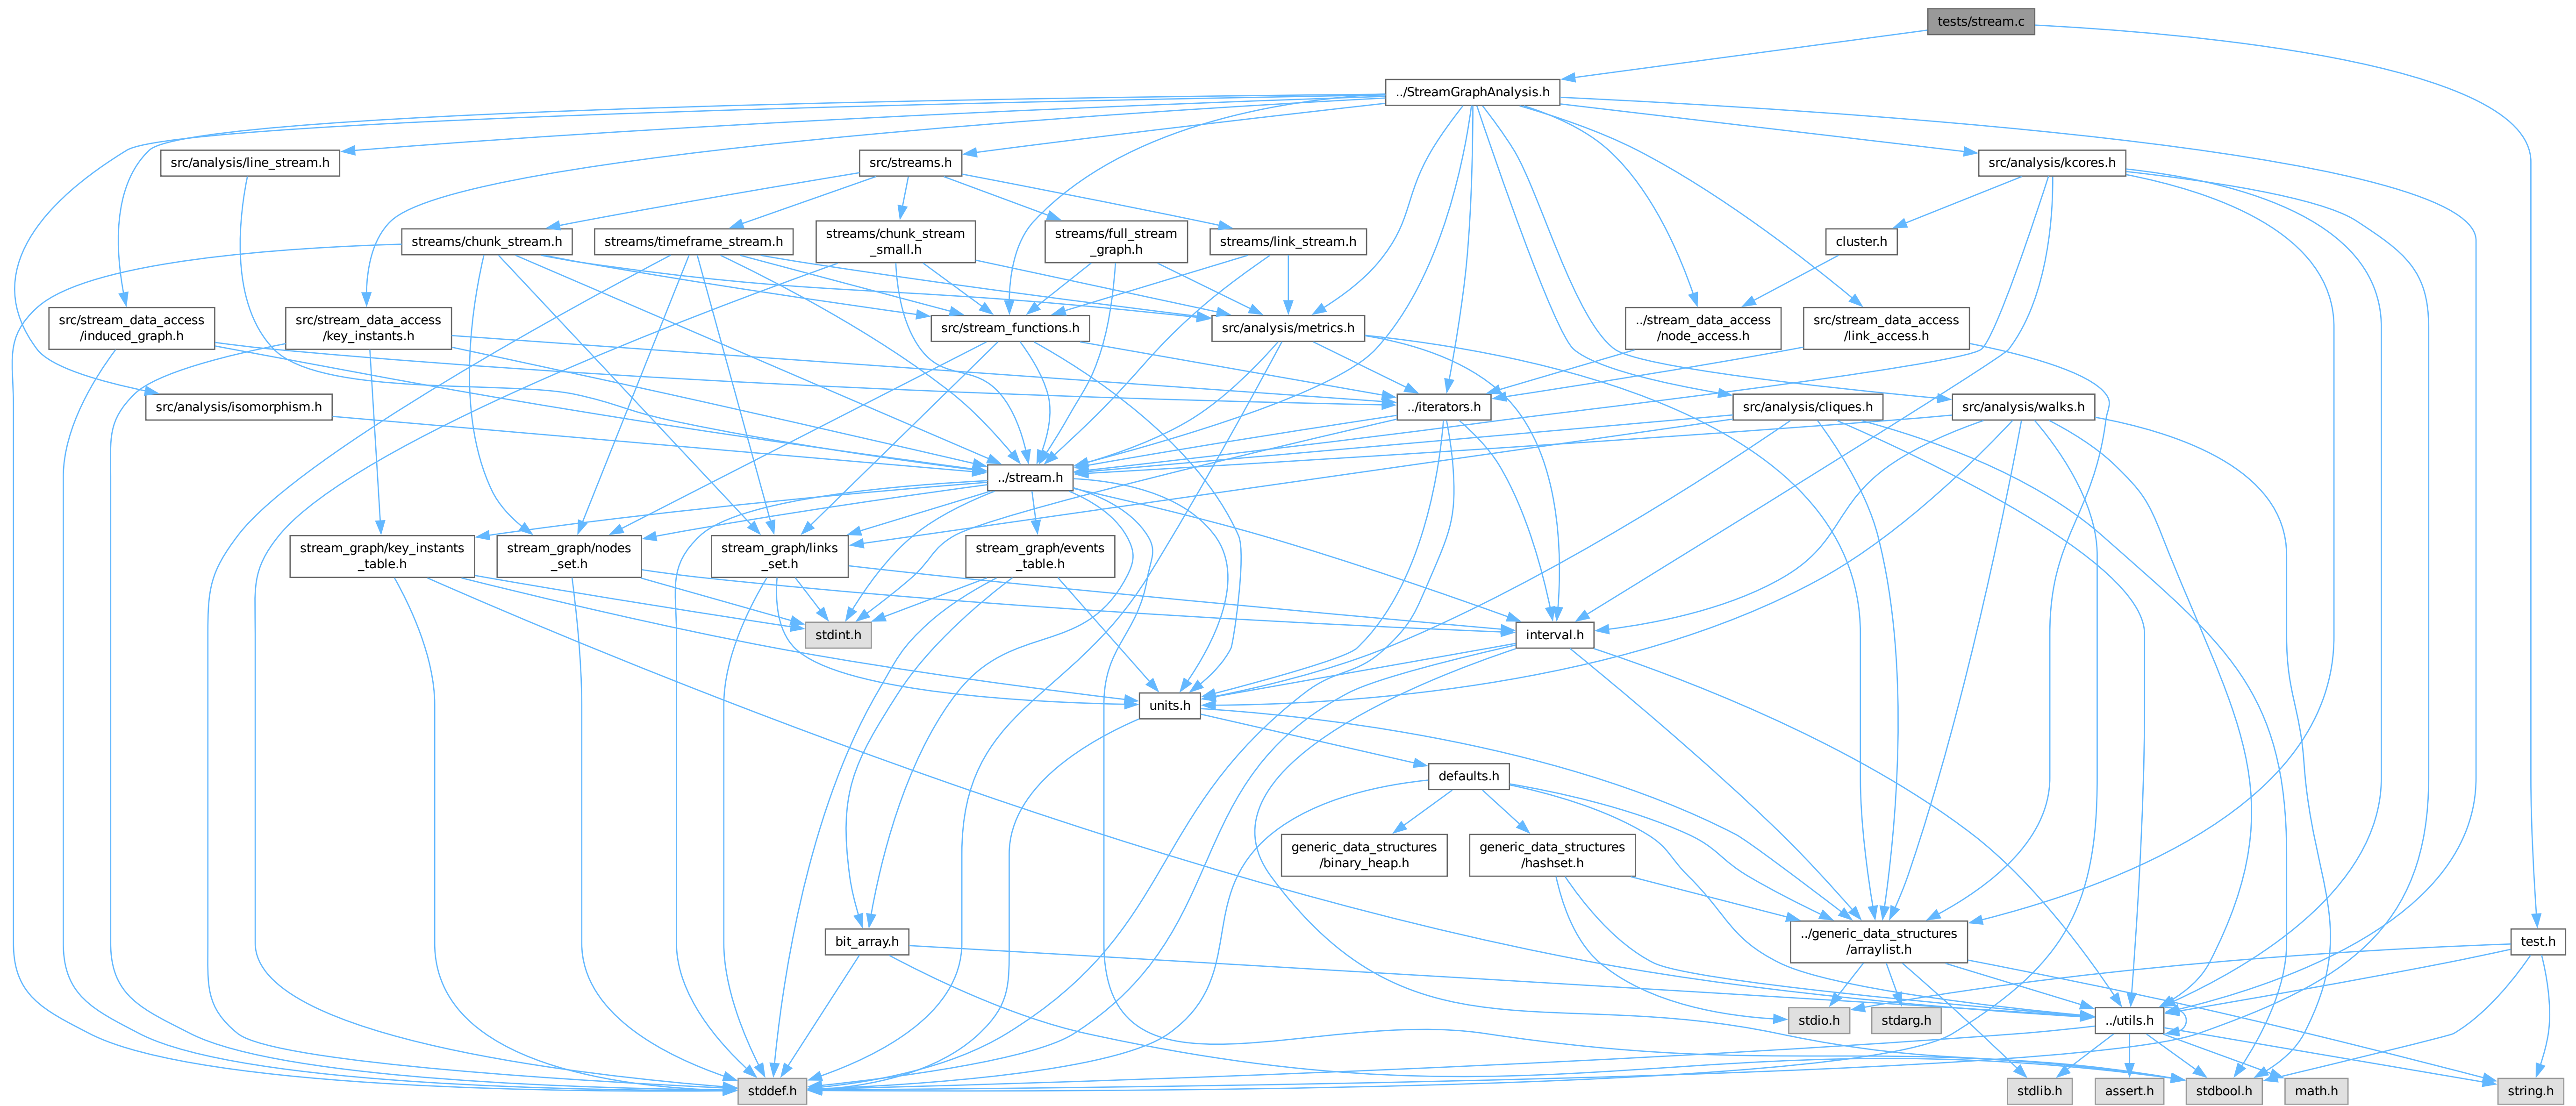 tests/stream.c
../StreamGraphAnalysis.h
src/analysis/line_stream.h
src/streams.h
src/analysis/kcores.h
streams/chunk_stream.h
streams/timeframe_stream.h
streams/chunk_stream
_small.h
streams/full_stream
_graph.h
streams/link_stream.h
cluster.h
src/stream_data_access
/induced_graph.h
src/stream_data_access
/key_instants.h
src/stream_functions.h
src/analysis/metrics.h
../stream_data_access
/node_access.h
src/stream_data_access
/link_access.h
src/analysis/isomorphism.h
../iterators.h
src/analysis/cliques.h
src/analysis/walks.h
../stream.h
stream_graph/key_instants
_table.h
stream_graph/nodes
_set.h
stream_graph/links
_set.h
stream_graph/events
_table.h
stdint.h
interval.h
units.h
defaults.h
generic_data_structures
/binary_heap.h
generic_data_structures
/hashset.h
bit_array.h
../generic_data_structures
/arraylist.h
test.h
stdio.h
stdarg.h
../utils.h
stddef.h
stdlib.h
assert.h
stdbool.h
math.h
string.h